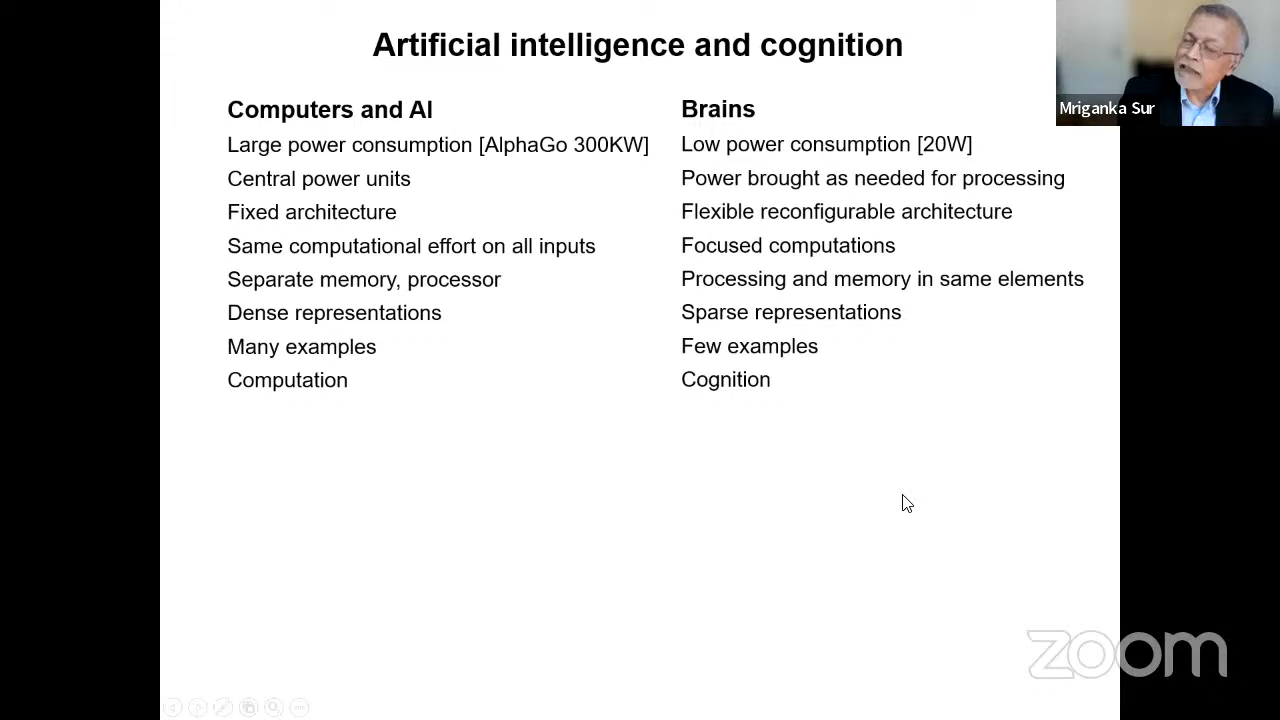 Artificial intelligence and cognition
Mriganka Sur
Computers and AI
Large power consumption [AlphaGo 300KW]
Central power units
Fixed architecture
Same computational effort on all inputs
Separate memory, processor
Dense representations
Many examples
Computation
Brains
Low power consumption [20W]
Power brought as needed for processing
Flexible reconfigurable architecture
Focused computations
Processing and memory in same elements
Sparse representations
Few examples
Cognition
zoom